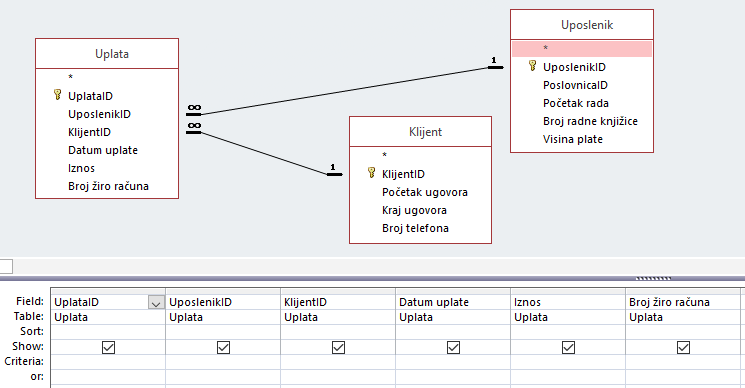 Uplata
*
UplataID
UposlenikID
KlijentID
Datum uplate
Iznos
Broj žiro računa
∞
∞
1
1
Klijent
*
KlijentID
Početak ugovora
Kraj ugovora
Broj telefona
Uposlenik
*
UposlenikID
PoslovnicaID
Početak rada
Broj radne knjižice
Visina plate
Field: UplataID UposlenikID KlijentID Datum uplate Iznos Broj žiro računa
Table: Uplata Uplata Uplata Uplata Uplata Uplata
Sort:
Show:
Criteria:
or: